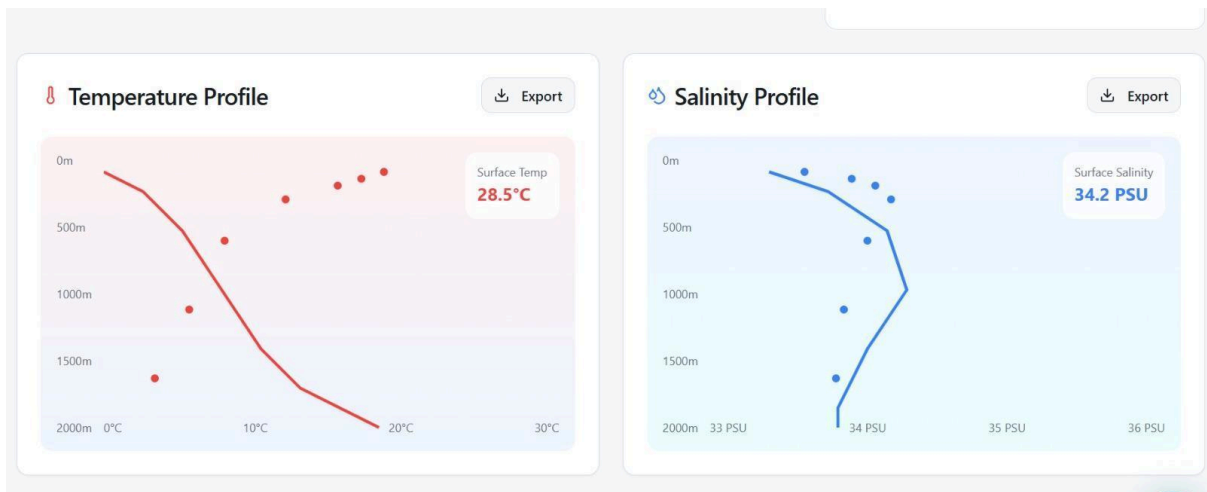 Temperature Profile
Export
0m
Surface Temp
28.5°C
500m
1000m
1500m
2000m 0°C 10°C 20°C 30°C
Salinity Profile
Export
0m
Surface Salinity
34.2 PSU
500m
1000m
1500m
2000m 33 PSU 34 PSU 35 PSU 36 PSU